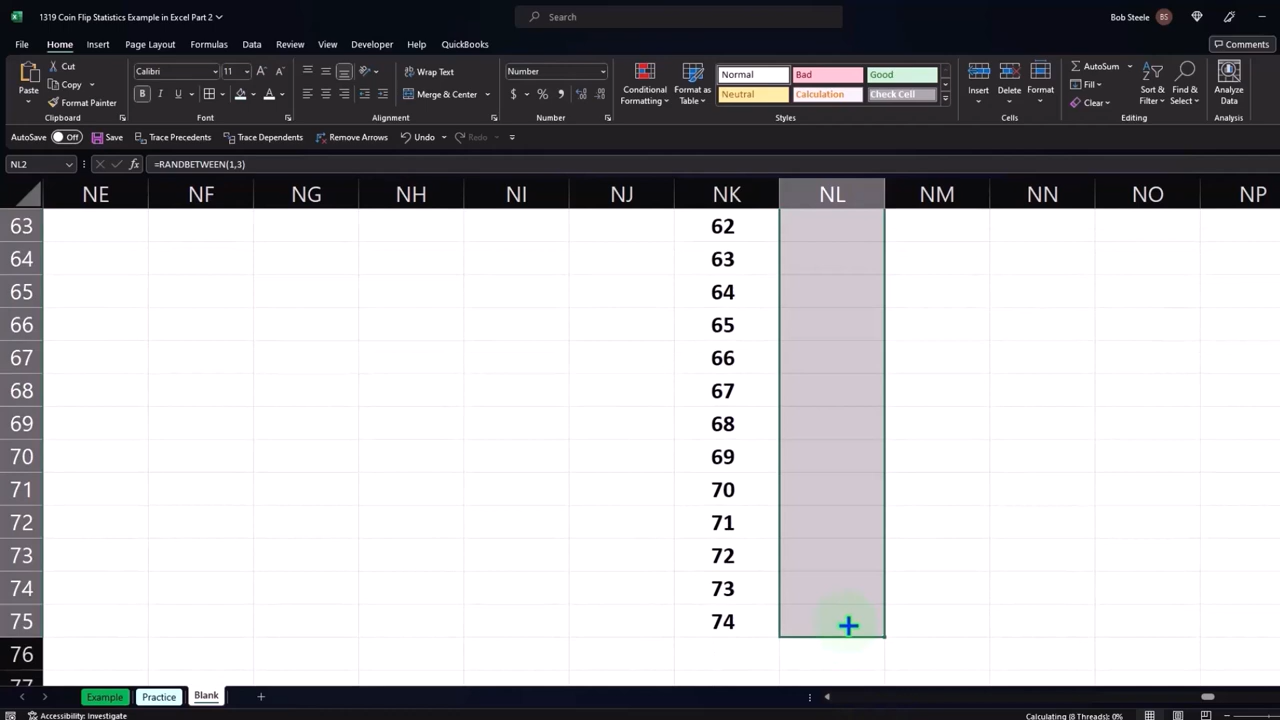 1319 Coin Flip Statistics Example in Excel Part 2
Search
Bob Steele BS
File Home Insert Page Layout Formulas Data Review View Developer Help QuickBooks Comments
Paste Cut Copy Format Painter Clipboard
Calibri 11 B I U Font
Wrap Text Merge & Center Alignment
Number $ % Number
Conditional Formatting Format as Table
Normal Bad Good
Neutral Calculation Check Cell
Styles
Insert Delete Format Cells
AutoSum Fill Clear Sort & Filter Find & Select Editing
Analyze Data Analysis
AutoSave Off Save Trace Precedents Trace Dependents Remove Arrows Undo Redo
NL2 fx =RANDBETWEEN(1,3)
NE NF NG NH NI NJ NK NL NM NN NO NP
63 62
64 63
65 64
66 65
67 66
68 67
69 68
70 69
71 70
72 71
73 72
74 73
75 74
76
77
Example Practice Blank
Accessibility: Investigate Calculating (8 Threads): 0%